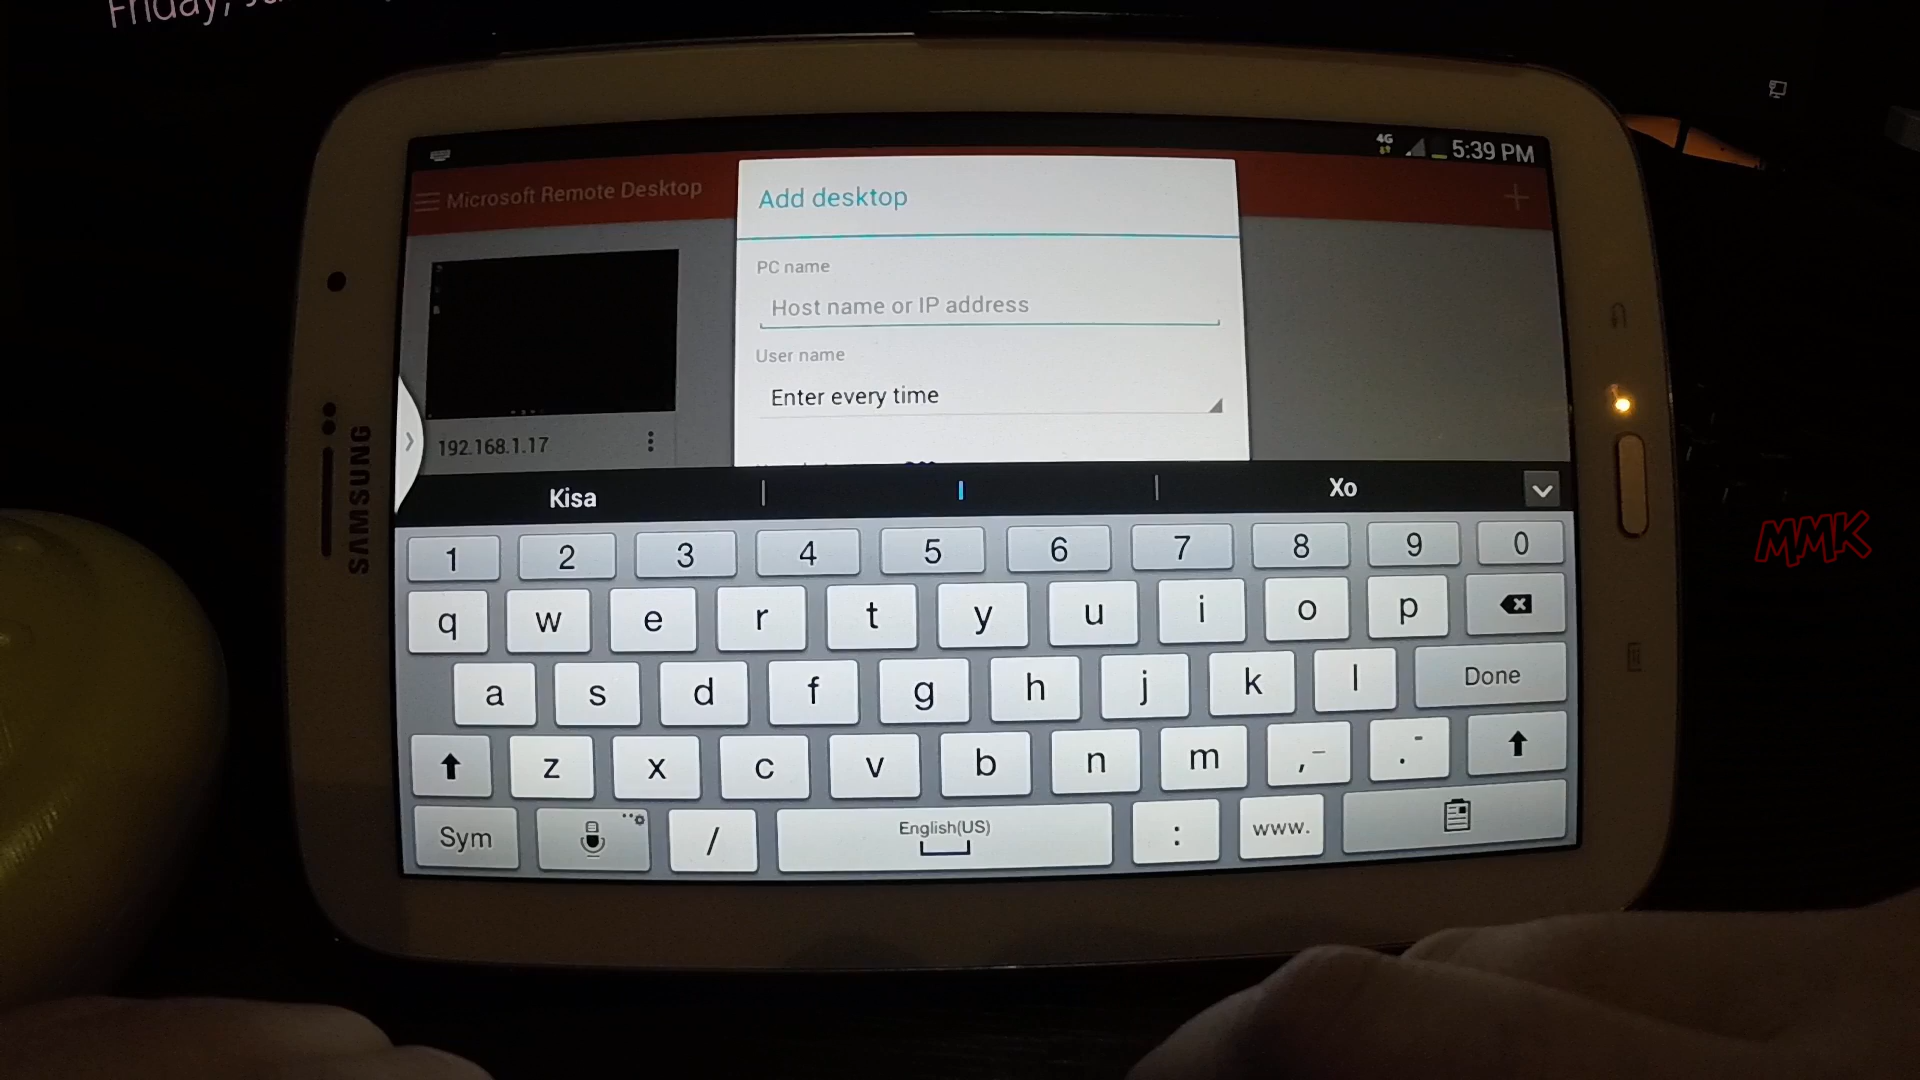 Friday,
4G
5:39 PM
Microsoft Remote Desktop
+
Add desktop
PC name
Host name or IP address
User name
Enter every time
192.168.1.17
SAMSUNG
MMK
Kisa
Xo
1 2 3 4 5 6 7 8 9 0
q w e r t y u i o p
a s d f g h j k l Done
z x c v b n m ,- .-
Sym / English(US) : www.